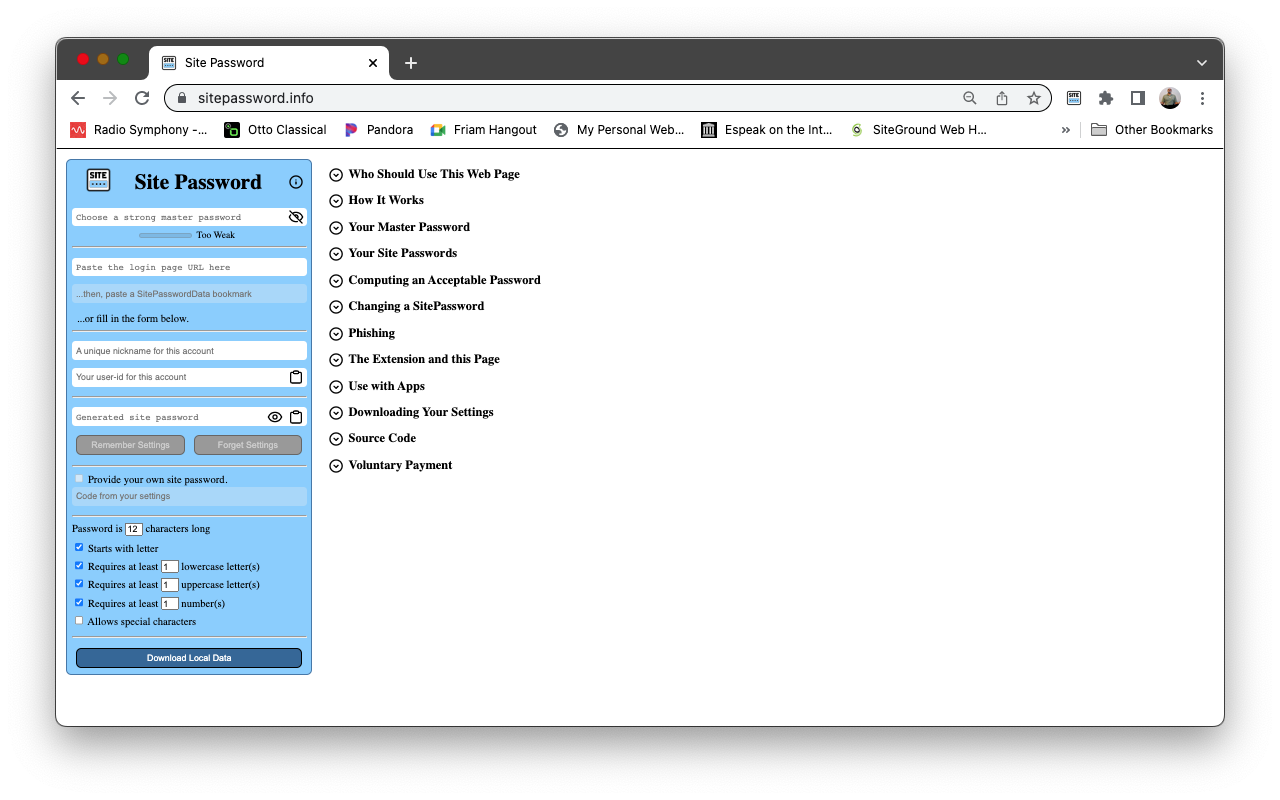 Site Password
sitepassword.info
Radio Symphony -...
Otto Classical
Pandora
Friam Hangout
My Personal Web...
Espeak on the Int...
SiteGround Web H...
»
Other Bookmarks
SITE
Site Password
Choose a strong master password
Too Weak
Paste the login page URL here
...then, paste a SitePasswordData bookmark
...or fill in the form below.
A unique nickname for this account
Your user-id for this account
Generated site password
Remember Settings
Forget Settings
Provide your own site password.
Code from your settings
Password is 12 characters long
Starts with letter
Requires at least 1 lowercase letter(s)
Requires at least 1 uppercase letter(s)
Requires at least 1 number(s)
Allows special characters
Download Local Data
Who Should Use This Web Page
How It Works
Your Master Password
Your Site Passwords
Computing an Acceptable Password
Changing a SitePassword
Phishing
The Extension and this Page
Use with Apps
Downloading Your Settings
Source Code
Voluntary Payment